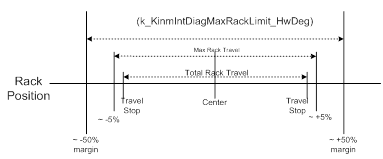 (k_KinmIntDiagMaxRackLimit_HwDeg)
Max Rack Travel
Total Rack Travel
Rack
Position
Travel
Stop
Center
Travel
Stop
~ -5%
~ +5%
~ -50%
margin
~ +50%
margin